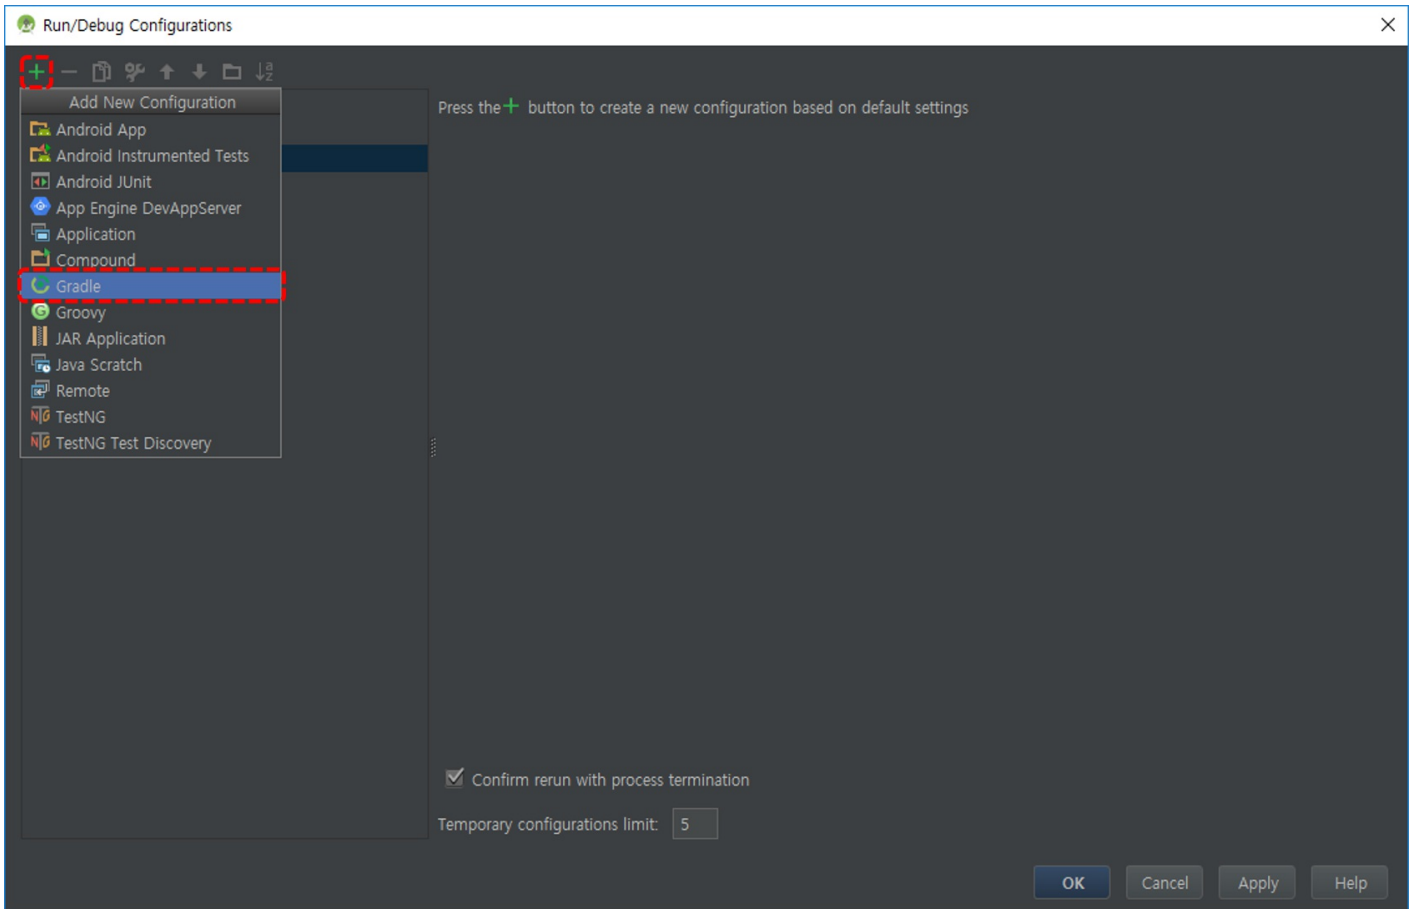 Run/Debug Configurations
Add New Configuration
Android App
Android Instrumented Tests
Android JUnit
App Engine DevAppServer
Application
Compound
Gradle
Groovy
JAR Application
Java Scratch
Remote
TestNG
TestNG Test Discovery
Press the + button to create a new configuration based on default settings
Confirm rerun with process termination
Temporary configurations limit: 5
OK Cancel Apply Help